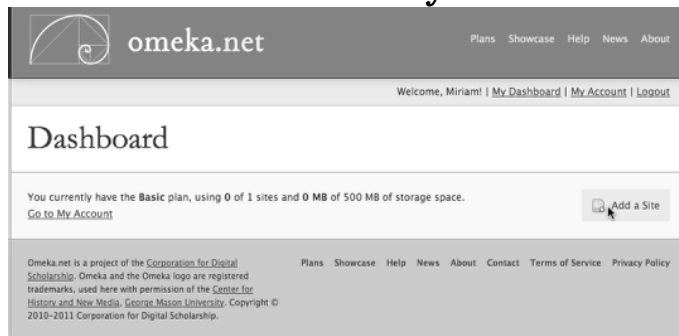 omeka.net
Plans Showcase Help News About
Welcome, Miriam! | My Dashboard | My Account | Logout
Dashboard
You currently have the Basic plan, using 0 of 1 sites and 0 MB of 500 MB of storage space.
Go to My Account
Add a Site
Omeka.net is a project of the Corporation for Digital
Scholarship. Omeka and the Omeka logo are registered
trademarks, used here with permission of the Center for
History and New Media, George Mason University. Copyright ©
2010-2011 Corporation for Digital Scholarship.
Plans Showcase Help News About Contact Terms of Service Privacy Policy